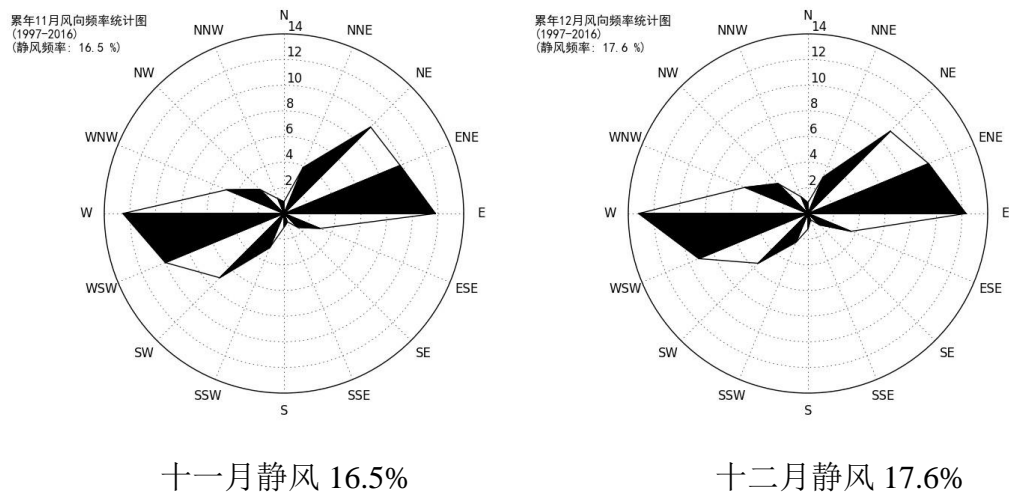 累年11月风向频率统计图
(1997-2016)
(静风频率: 16.5 %)
N
14
NNW
NNE
12
NW
NE
10
8
WNW
ENE
6
4
2
W
E
WSW
ESE
SW
SE
SSW
SSE
S
十一月静风 16.5%
累年12月风向频率统计图
(1997-2016)
(静风频率: 17.6 %)
N
14
NNW
NNE
12
NW
NE
10
8
WNW
ENE
6
4
2
W
E
WSW
ESE
SW
SE
SSW
SSE
S
十二月静风 17.6%